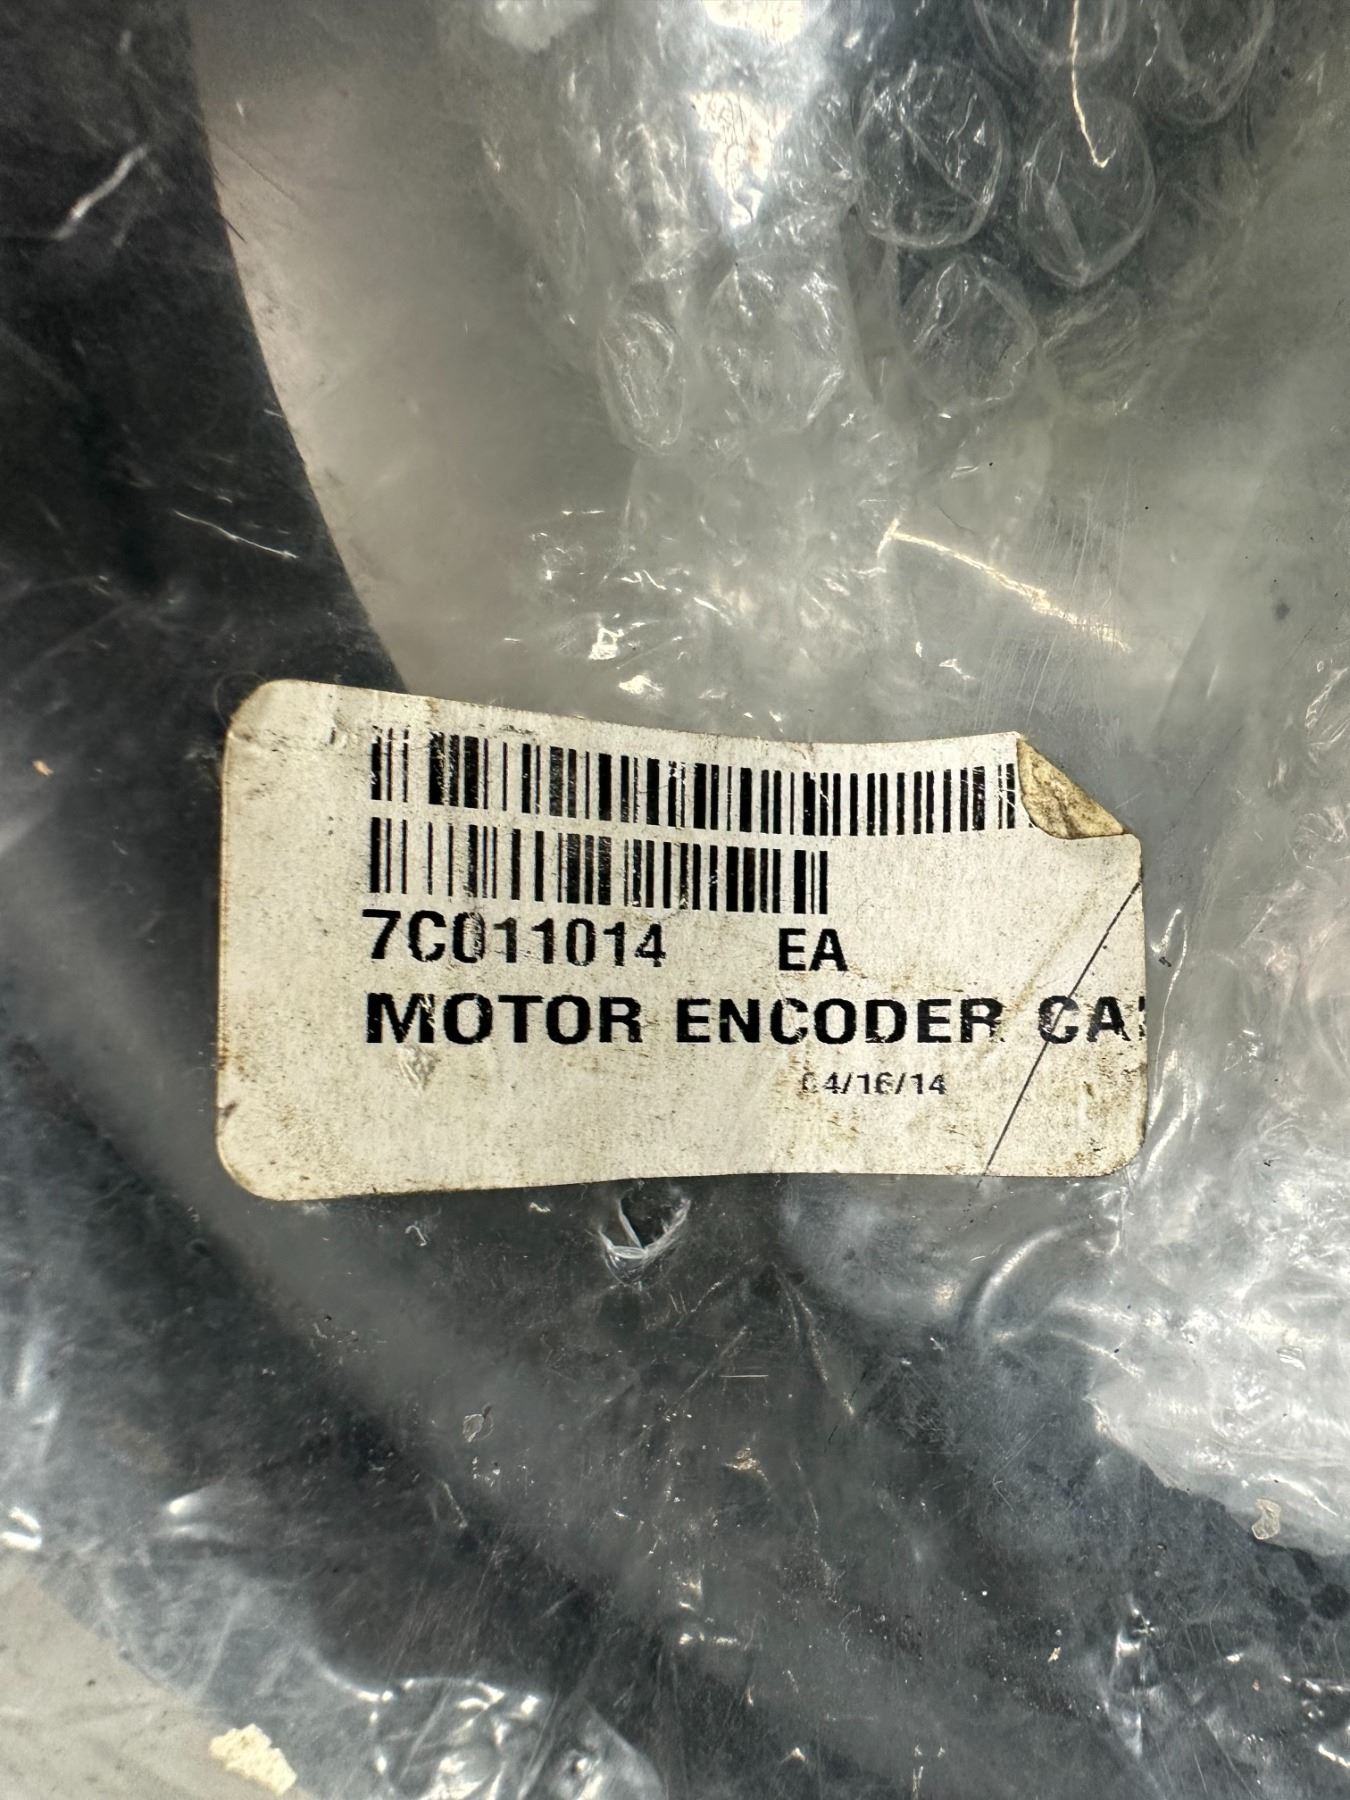 7C011014 EA
MOTOR ENCODER
04/16/14